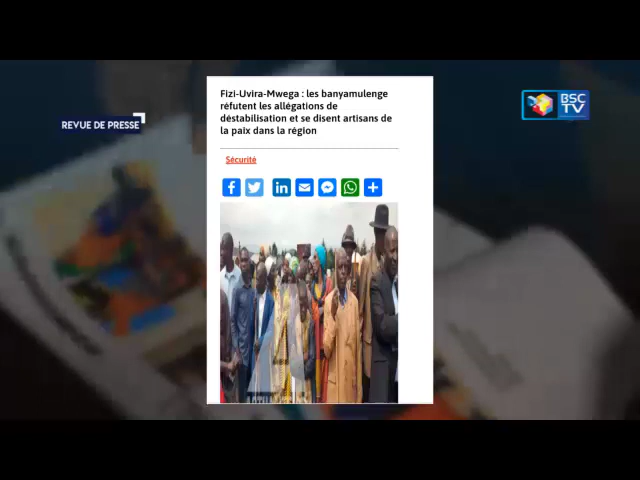 REVUE DE PRESSE
Fizi-Uvira-Mwega : les banyamulenge
réfutent les allégations de
déstabilisation et se disent artisans de
la paix dans la région
Sécurité
BSC
TV